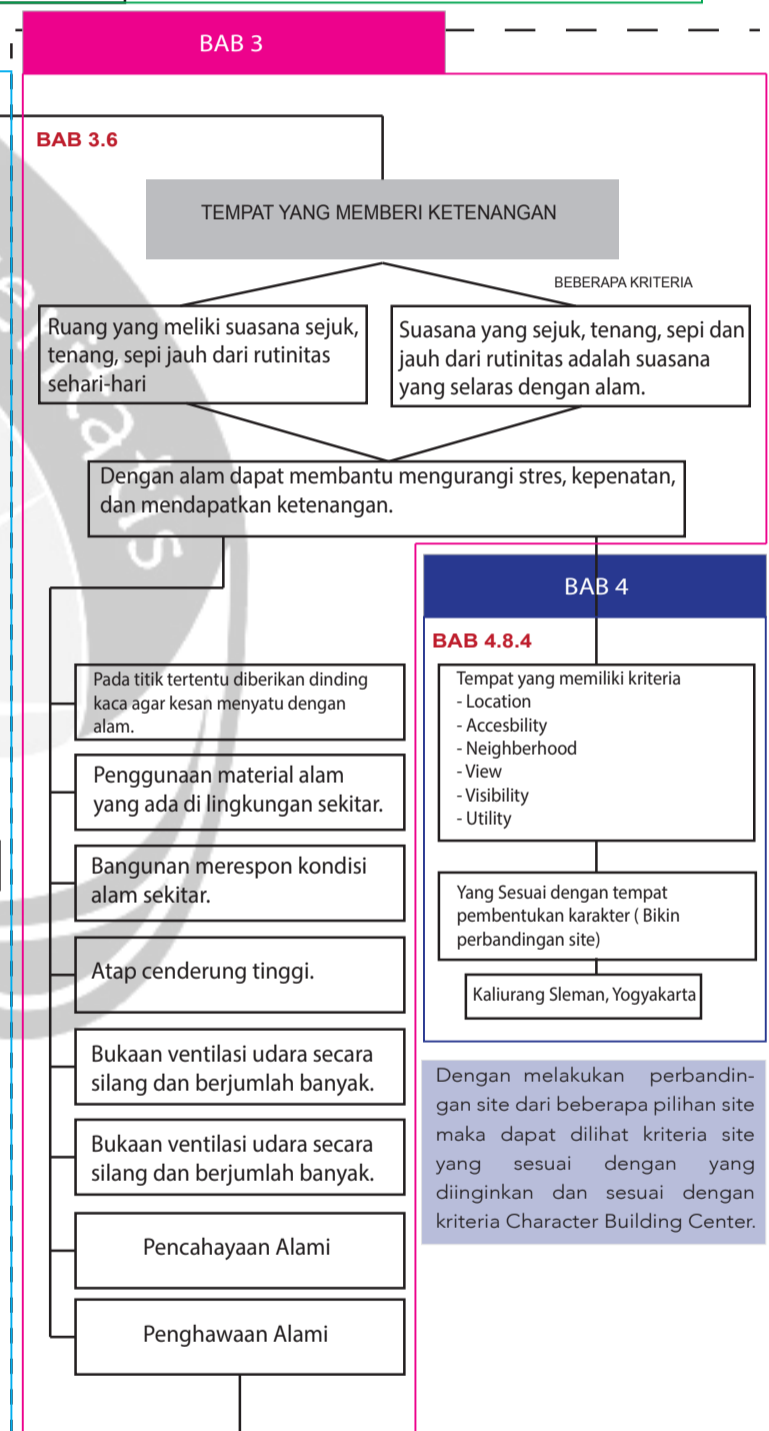 BAB 3
BAB 3.6
TEMPAT YANG MEMBERI KETENANGAN
BEBERAPA KRITERIA
Ruang yang meliki suasana sejuk,
tenang, sepi jauh dari rutinitas
sehari-hari
Suasana yang sejuk, tenang, sepi dan
jauh dari rutinitas adalah suasana
yang selaras dengan alam.
Dengan alam dapat membantu mengurangi stres, kepenatan,
dan mendapatkan ketenangan.
Pada titik tertentu diberikan dinding
kaca agar kesan menyatu dengan
alam.
Penggunaan material alam
yang ada di lingkungan sekitar.
Bangunan merespon kondisi
alam sekitar.
Atap cenderung tinggi.
Bukaan ventilasi udara secara
silang dan berjumlah banyak.
Bukaan ventilasi udara secara
silang dan berjumlah banyak.
Pencahayaan Alami
Penghawaan Alami
BAB 4
BAB 4.8.4
Tempat yang memiliki kriteria
- Location
- Accesbility
- Neighberhood
- View
- Visibility
- Utility
Yang Sesuai dengan tempat
pembentukan karakter ( Bikin
perbandingan site)
Kaliurang Sleman, Yogyakarta
Dengan melakukan perbandin-
gan site dari beberapa pilihan site
maka dapat dilihat kriteria site
yang sesuai dengan yang
diinginkan dan sesuai dengan
kriteria Character Building Center.